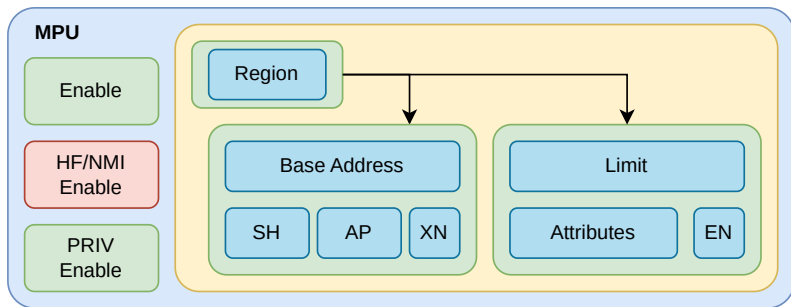 MPU
Enable
HF/NMI
Enable
PRIV
Enable
Region
Base Address
SH
AP
XN
Limit
Attributes
EN